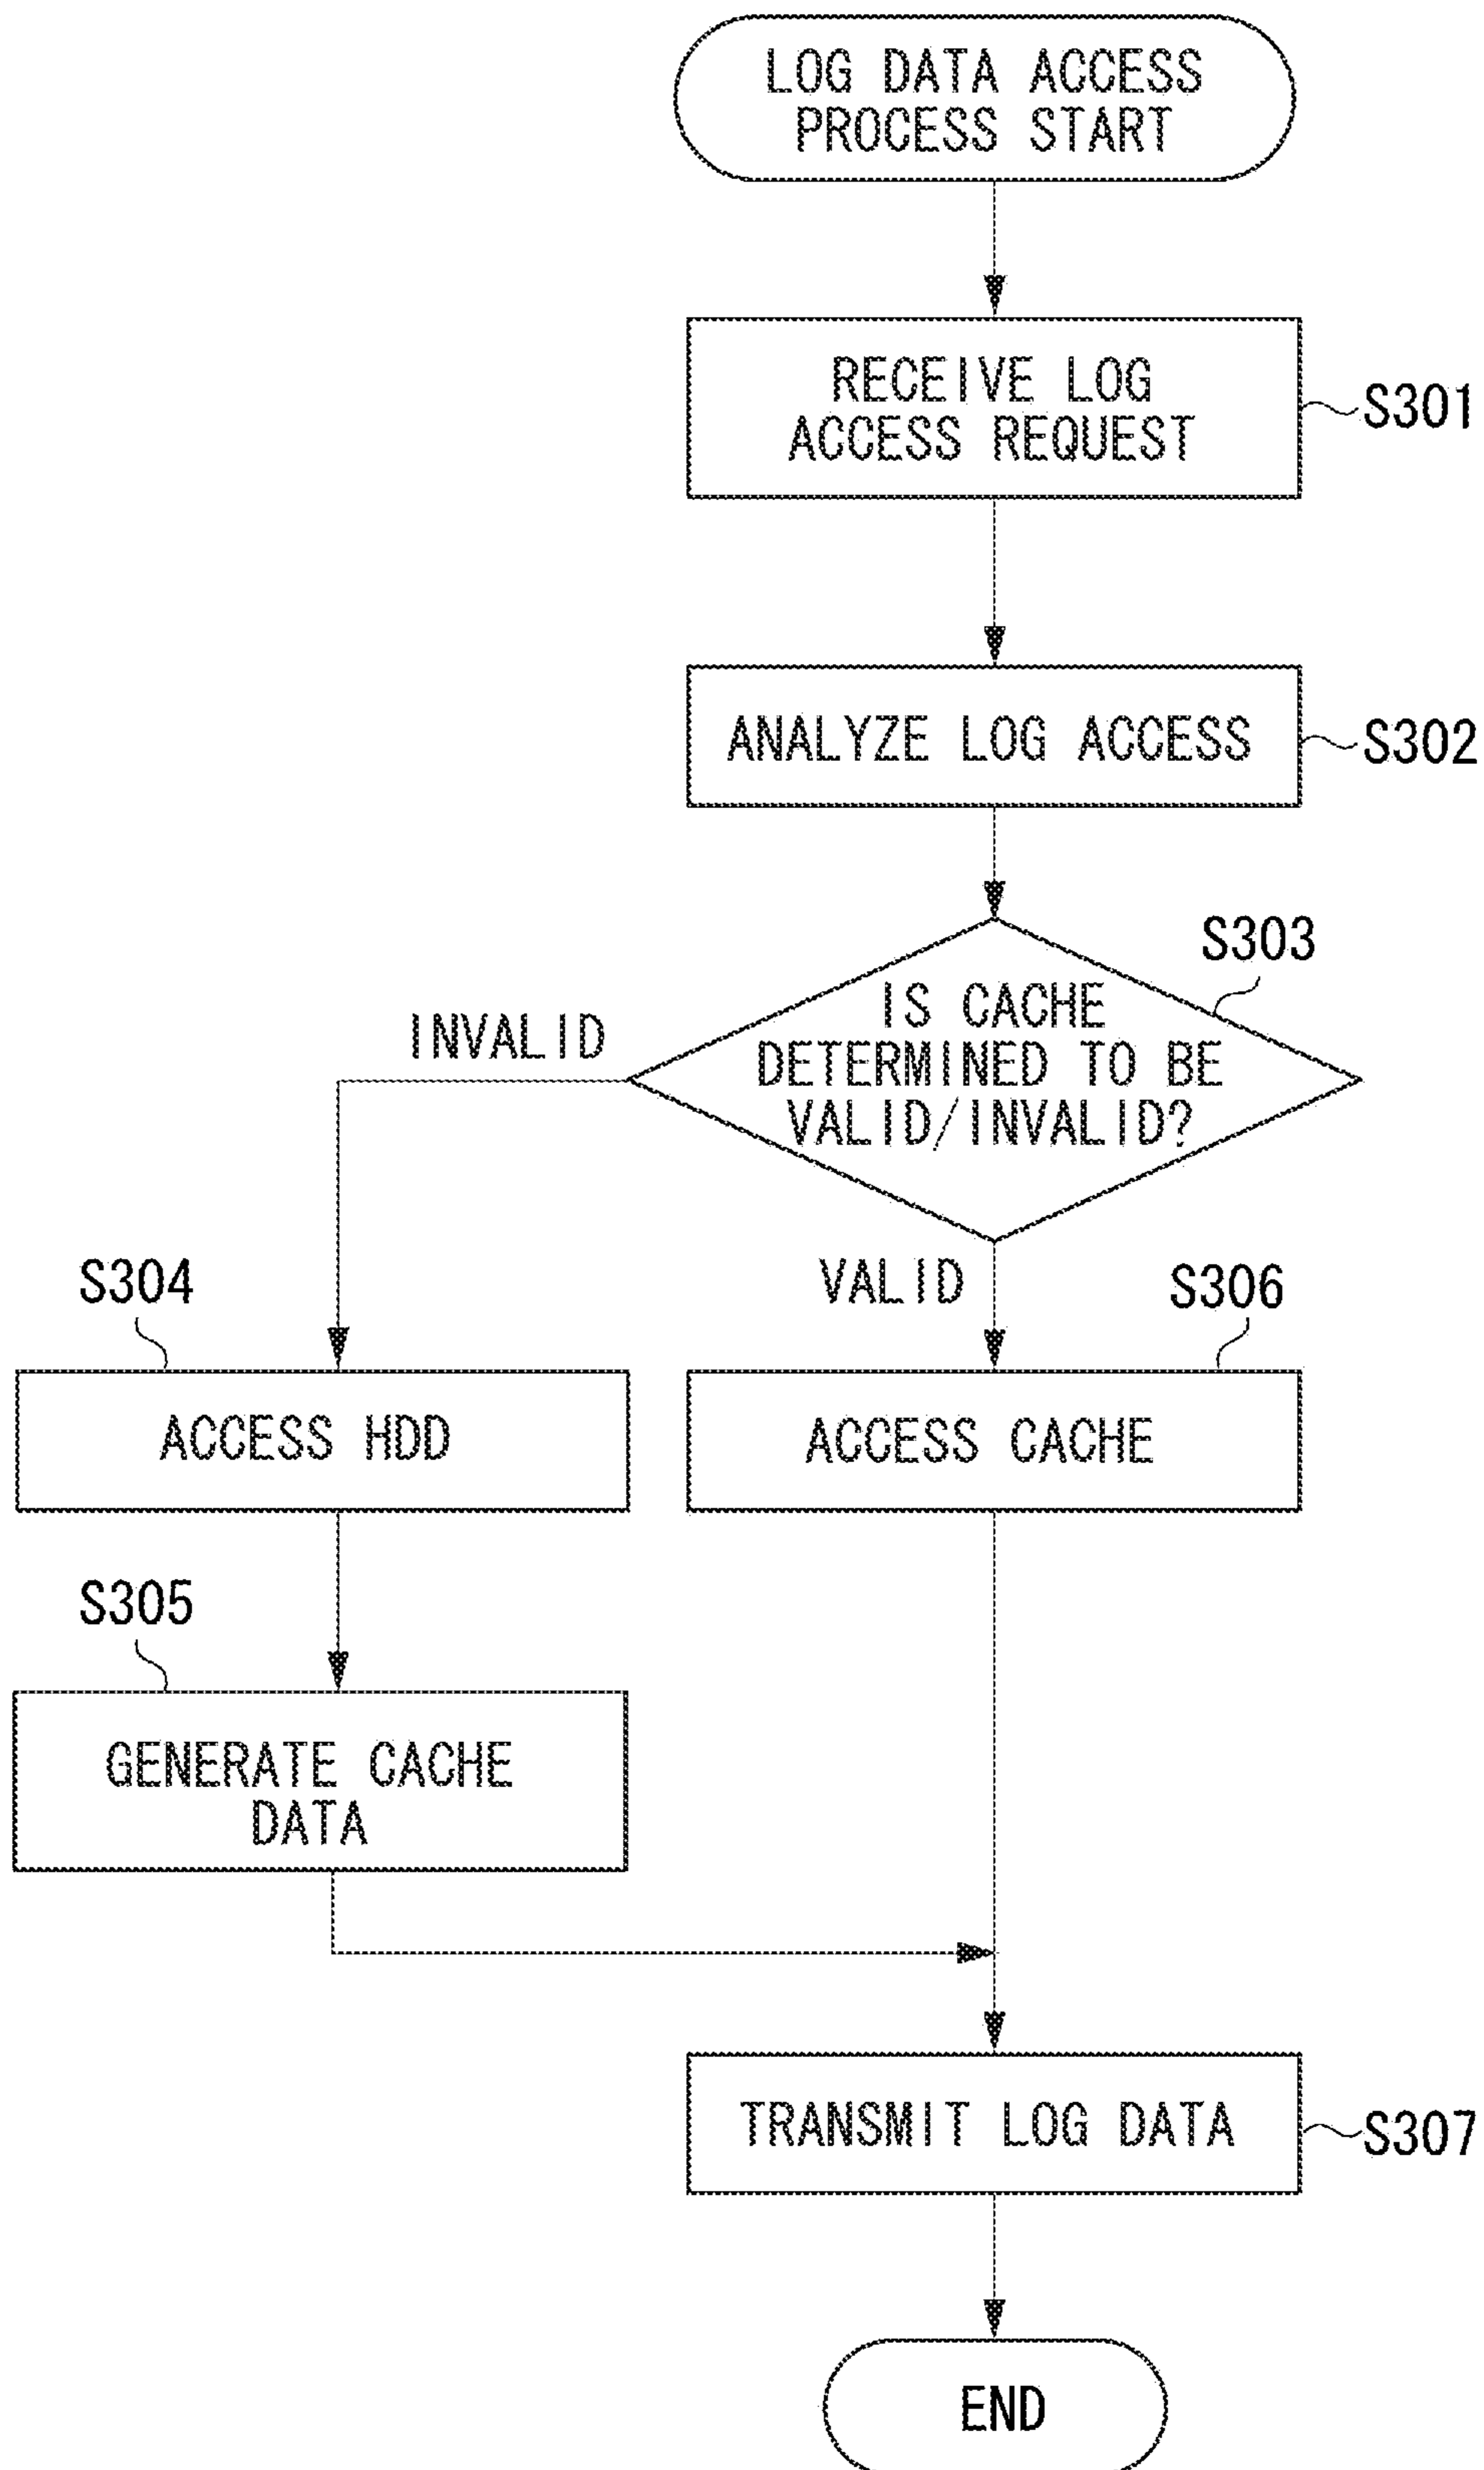 LOG DATA ACCESS
PROCESS START
RECEIVE LOG
ACCESS REQUEST
S301
ANALYZE LOG ACCESS
S302
S303
IS CACHE
DETERMINED TO BE
VALID/INVALID?
INVALID
VALID
S304
ACCESS HDD
S306
ACCESS CACHE
S305
GENERATE CACHE
DATA
TRANSMIT LOG DATA
S307
END